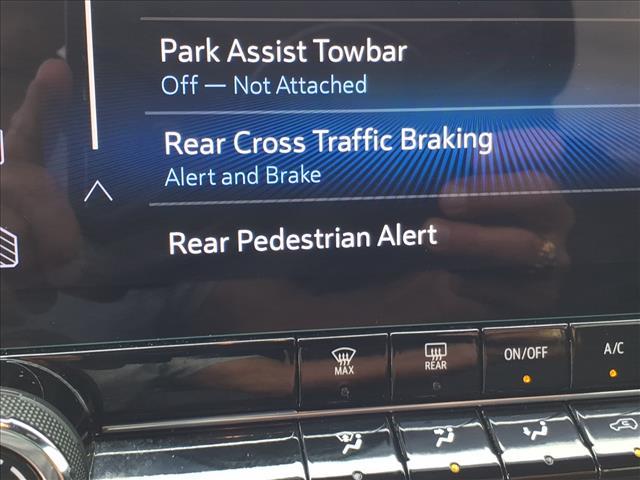 Park Assist Towbar
Off — Not Attached
Rear Cross Traffic Braking
Alert and Brake
Rear Pedestrian Alert
MAX
REAR
ON/OFF
A/C